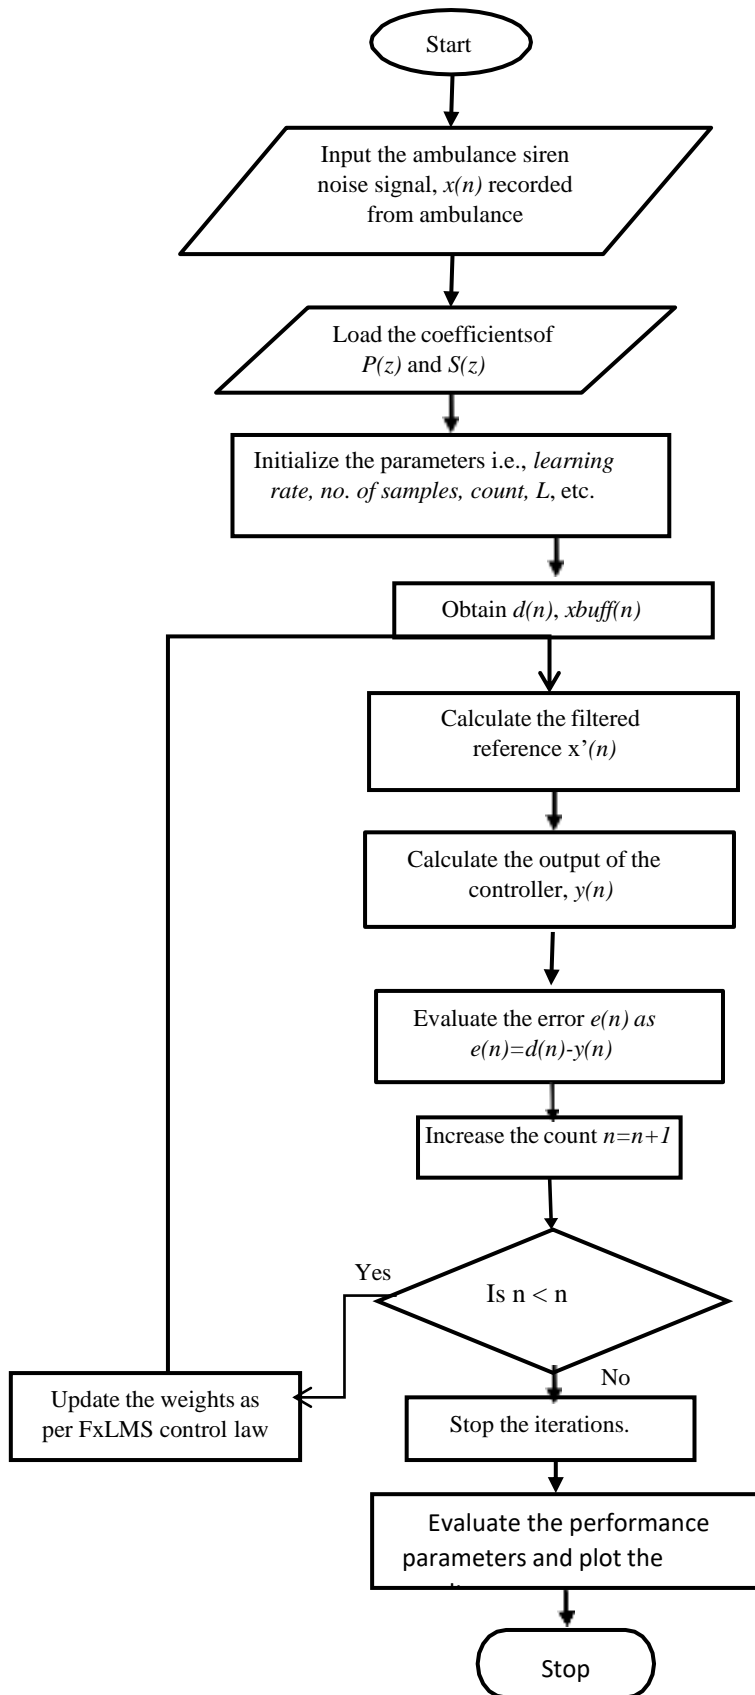 Start
Input the ambulance siren
noise signal, x(n) recorded
from ambulance
Load the coefficientsof
P(z) and S(z)
Initialize the parameters i.e., learning
rate, no. of samples, count, L, etc.
Obtain d(n), xbuff(n)
Calculate the filtered
reference x’(n)
Calculate the output of the
controller, y(n)
Evaluate the error e(n) as
e(n)=d(n)-y(n)
Increase the count n=n+1
Yes
Is n < n
No
Update the weights as
per FxLMS control law
Stop the iterations.
Evaluate the performance
parameters and plot the
Stop